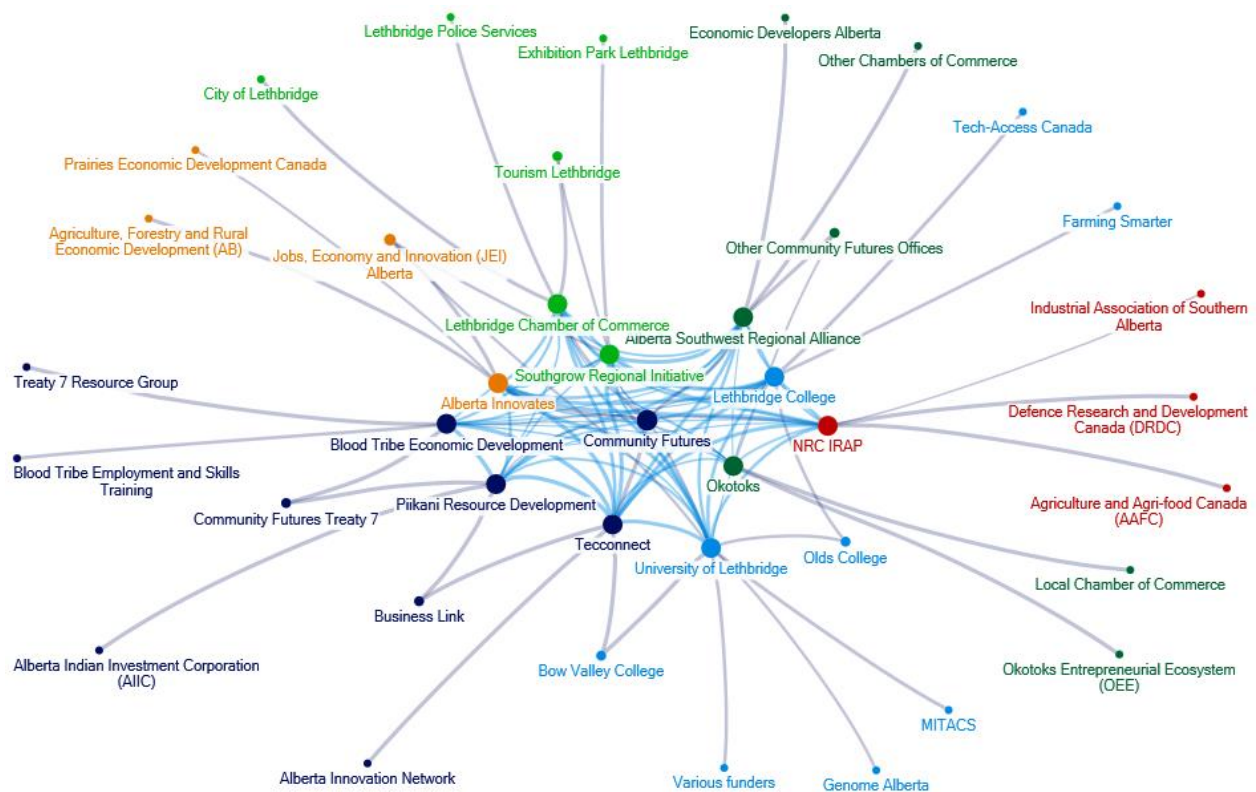 Lethbridge Police Services
Economic Developers Alberta
Exhibition Park Lethbridge
Other Chambers of Commerce
City of Lethbridge
Tech-Access Canada
Prairies Economic Development Canada
Tourism Lethbridge
Farming Smarter
Agriculture, Forestry and Rural
Economic Development (AB)
Jobs, Economy and Innovation (JEI)
Alberta
Other Community Futures Offices
Industrial Association of Southern
Alberta
Lethbridge Chamber of Commerce
Alberta Southwest Regional Alliance
Southgrow Regional Initiative
Treaty 7 Resource Group
Alberta Innovates
Lethbridge College
Defence Research and Development
Canada (DRDC)
Blood Tribe Economic Development
Community Futures
NRC IRAP
Blood Tribe Employment and Skills
Training
Okotoks
Community Futures Treaty 7
Piikani Resource Development
Agriculture and Agri-food Canada
(AAFC)
Tecconnect
University of Lethbridge
Olds College
Local Chamber of Commerce
Business Link
Alberta Indian Investment Corporation
(AIIC)
Bow Valley College
Okotoks Entrepreneurial Ecosystem
(OEE)
MITACS
Alberta Innovation Network
Various funders
Genome Alberta